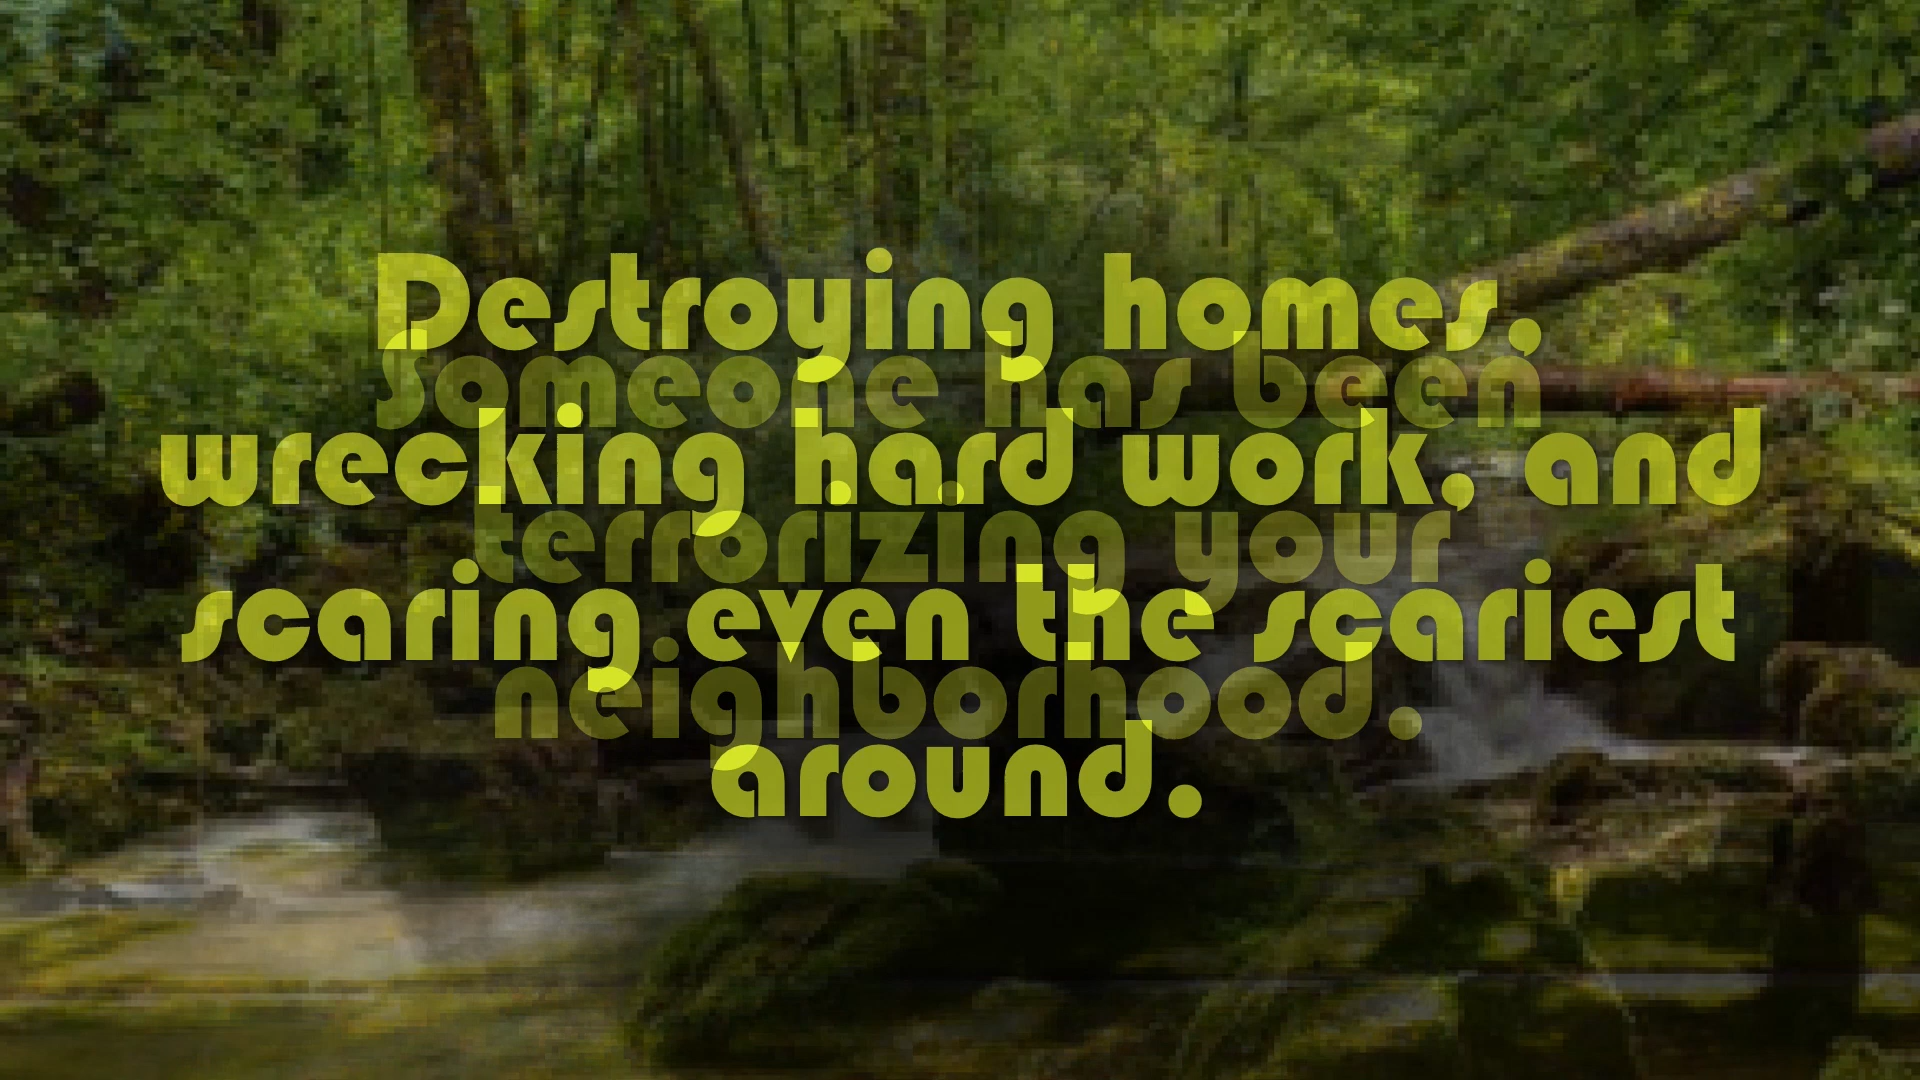 Destroying homes,
Someone has been
wrecking hard work, and
terrorizing your
scaring even the scariest
neighborhood.
around.